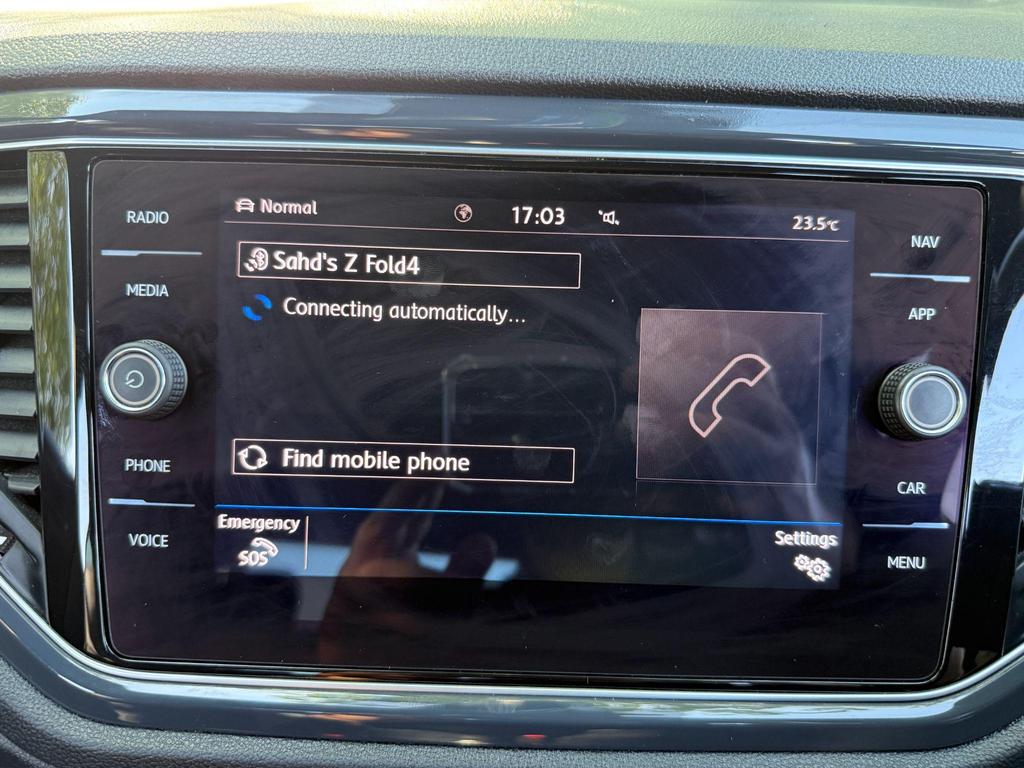 RADIO
MEDIA
PHONE
VOICE
Normal
17:03
23.5°C
Sahd's Z Fold4
Connecting automatically...
Find mobile phone
Emergency
SOS
Settings
NAV
APP
CAR
MENU